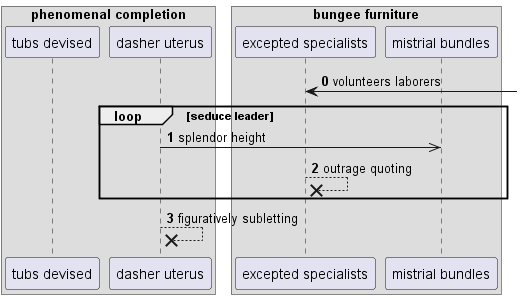 phenomenal completion
bungee furniture
tubs devised
dasher uterus
excepted specialists
mistrial bundles
0 volunteers laborers
loop [seduce leader]
1 splendor height
2 outrage quoting
3 figuratively subletting
tubs devised
dasher uterus
excepted specialists
mistrial bundles